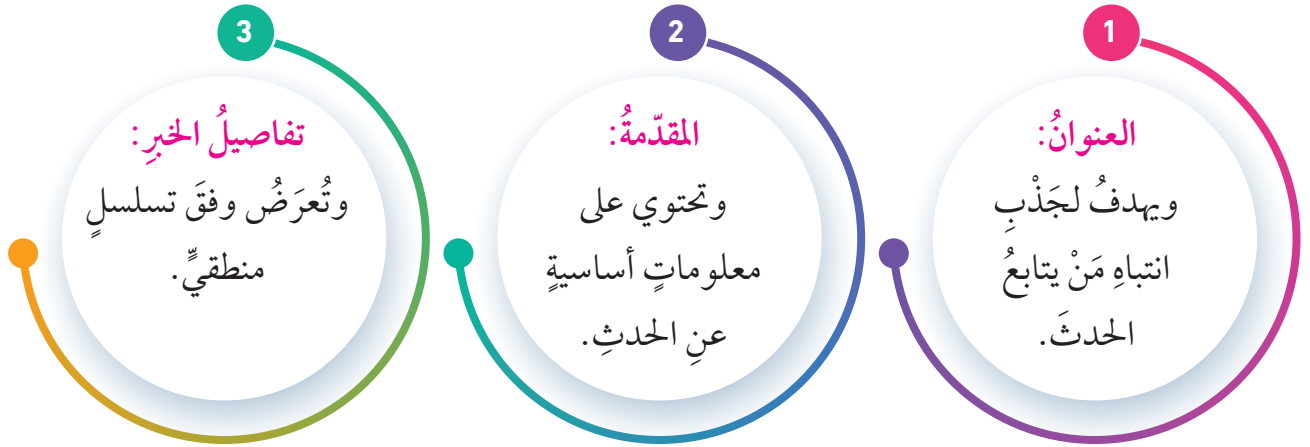 1
العنوانُ:
ويهدفُ لجَذْبِ
انتباهِ مَنْ يتابعُ
الحدثَ.
2
المقدّمةُ:
وتحتوي على
معلوماتٍ أساسيةٍ
عنِ الحدثِ.
3
تفاصيلُ الخبرِ:
وتُعرَضُ وفقَ تسلسلٍ
منطقيٍّ.